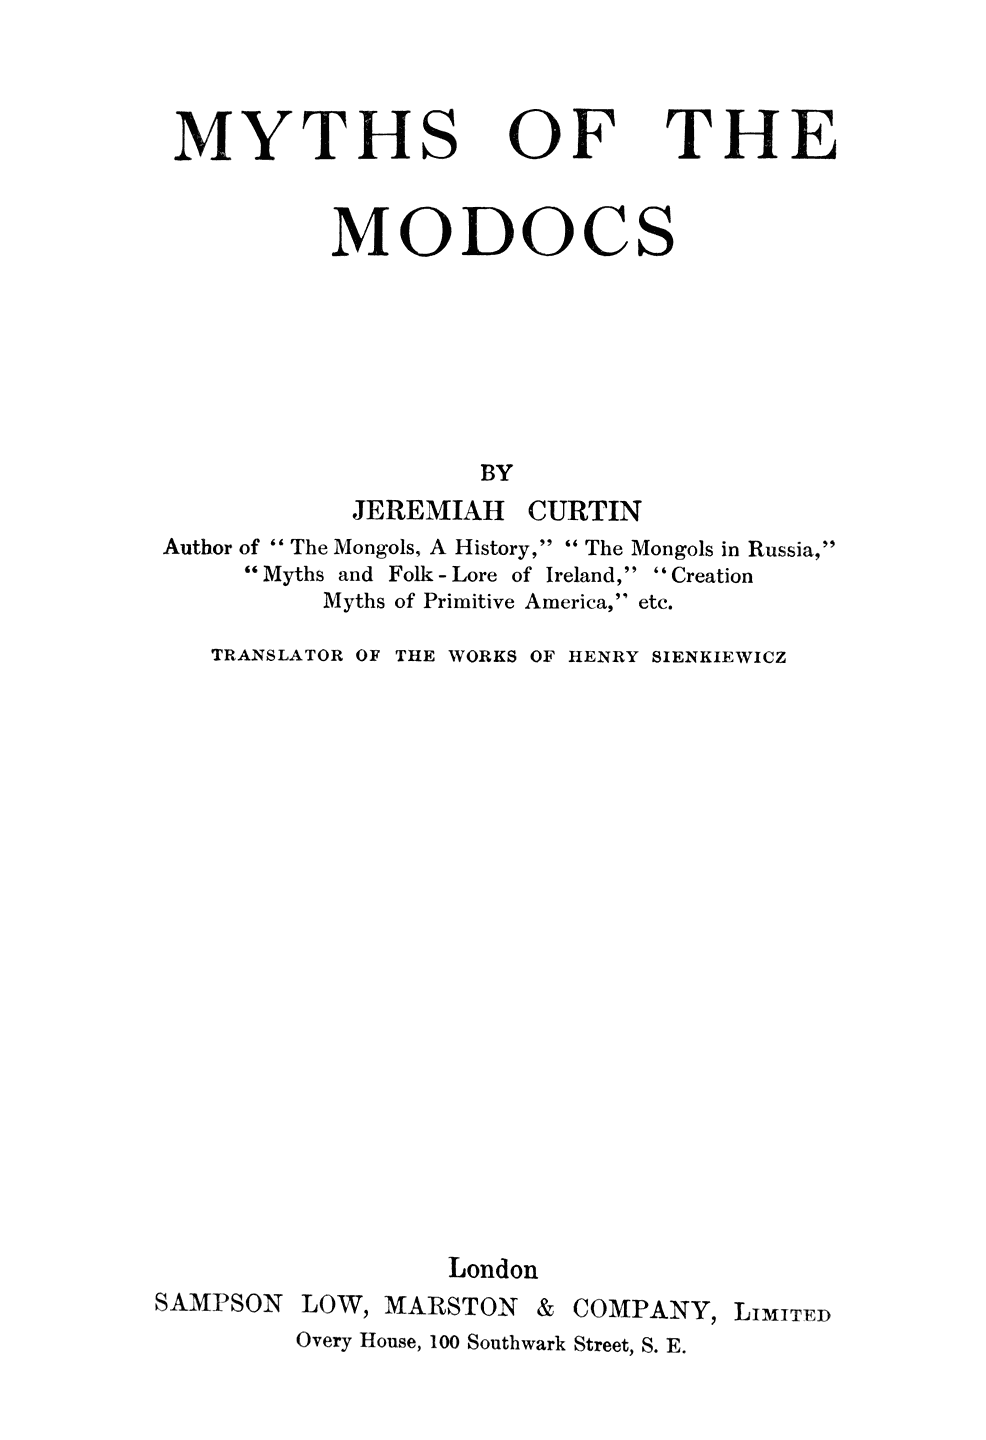 MYTHS OF THE
MODOCS
BY
JEREMIAH CURTIN
Author of “The Mongols, A History,” “The Mongols in Russia,”
“Myths and Folk-Lore of Ireland,” “Creation
Myths of Primitive America,” etc.
TRANSLATOR OF THE WORKS OF HENRY SIENKIEWICZ
London
SAMPSON LOW, MARSTON & COMPANY, LIMITED
Overy House, 100 Southwark Street, S. E.